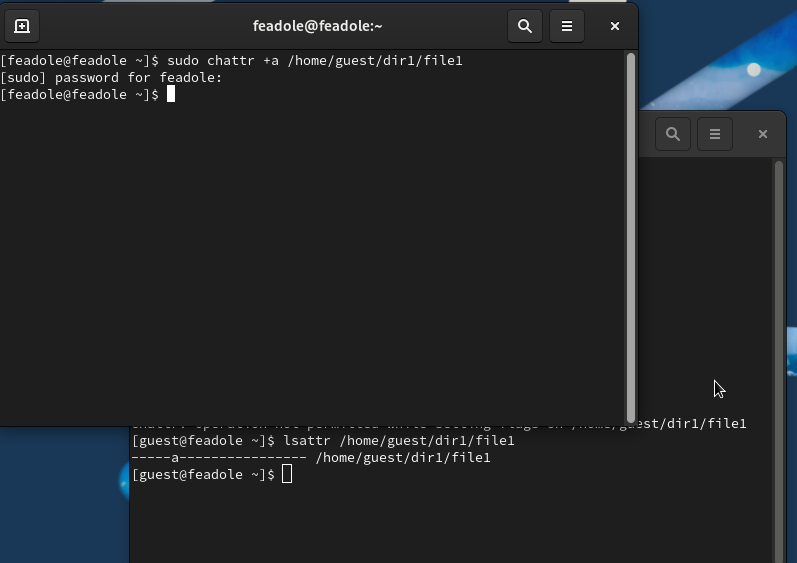 feadole@feadole:~
[feadole@feadole ~]$ sudo chattr +a /home/guest/dir1/file1
[sudo] password for feadole:
[feadole@feadole ~]$
/home/guest/dir1/file1
[guest@feadole ~]$ lsattr /home/guest/dir1/file1
-----a---------------- /home/guest/dir1/file1
[guest@feadole ~]$